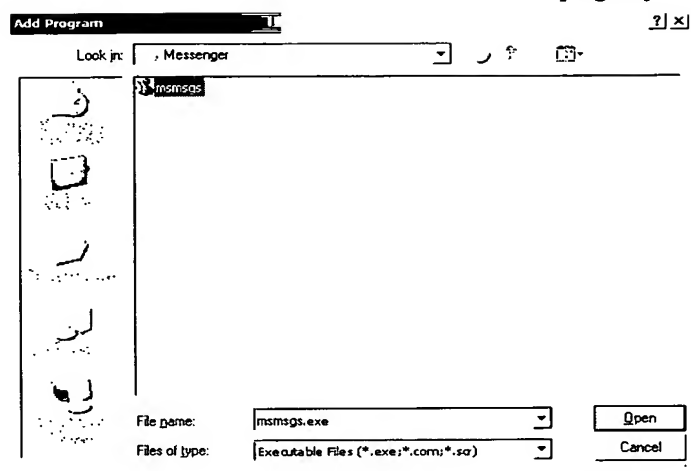 Add Program ? ×
Look in: Messenger
msmsgs
File name: msmsgs.exe Open
Files of type: Executable Files (*.exe;*.com;*.scr) Cancel